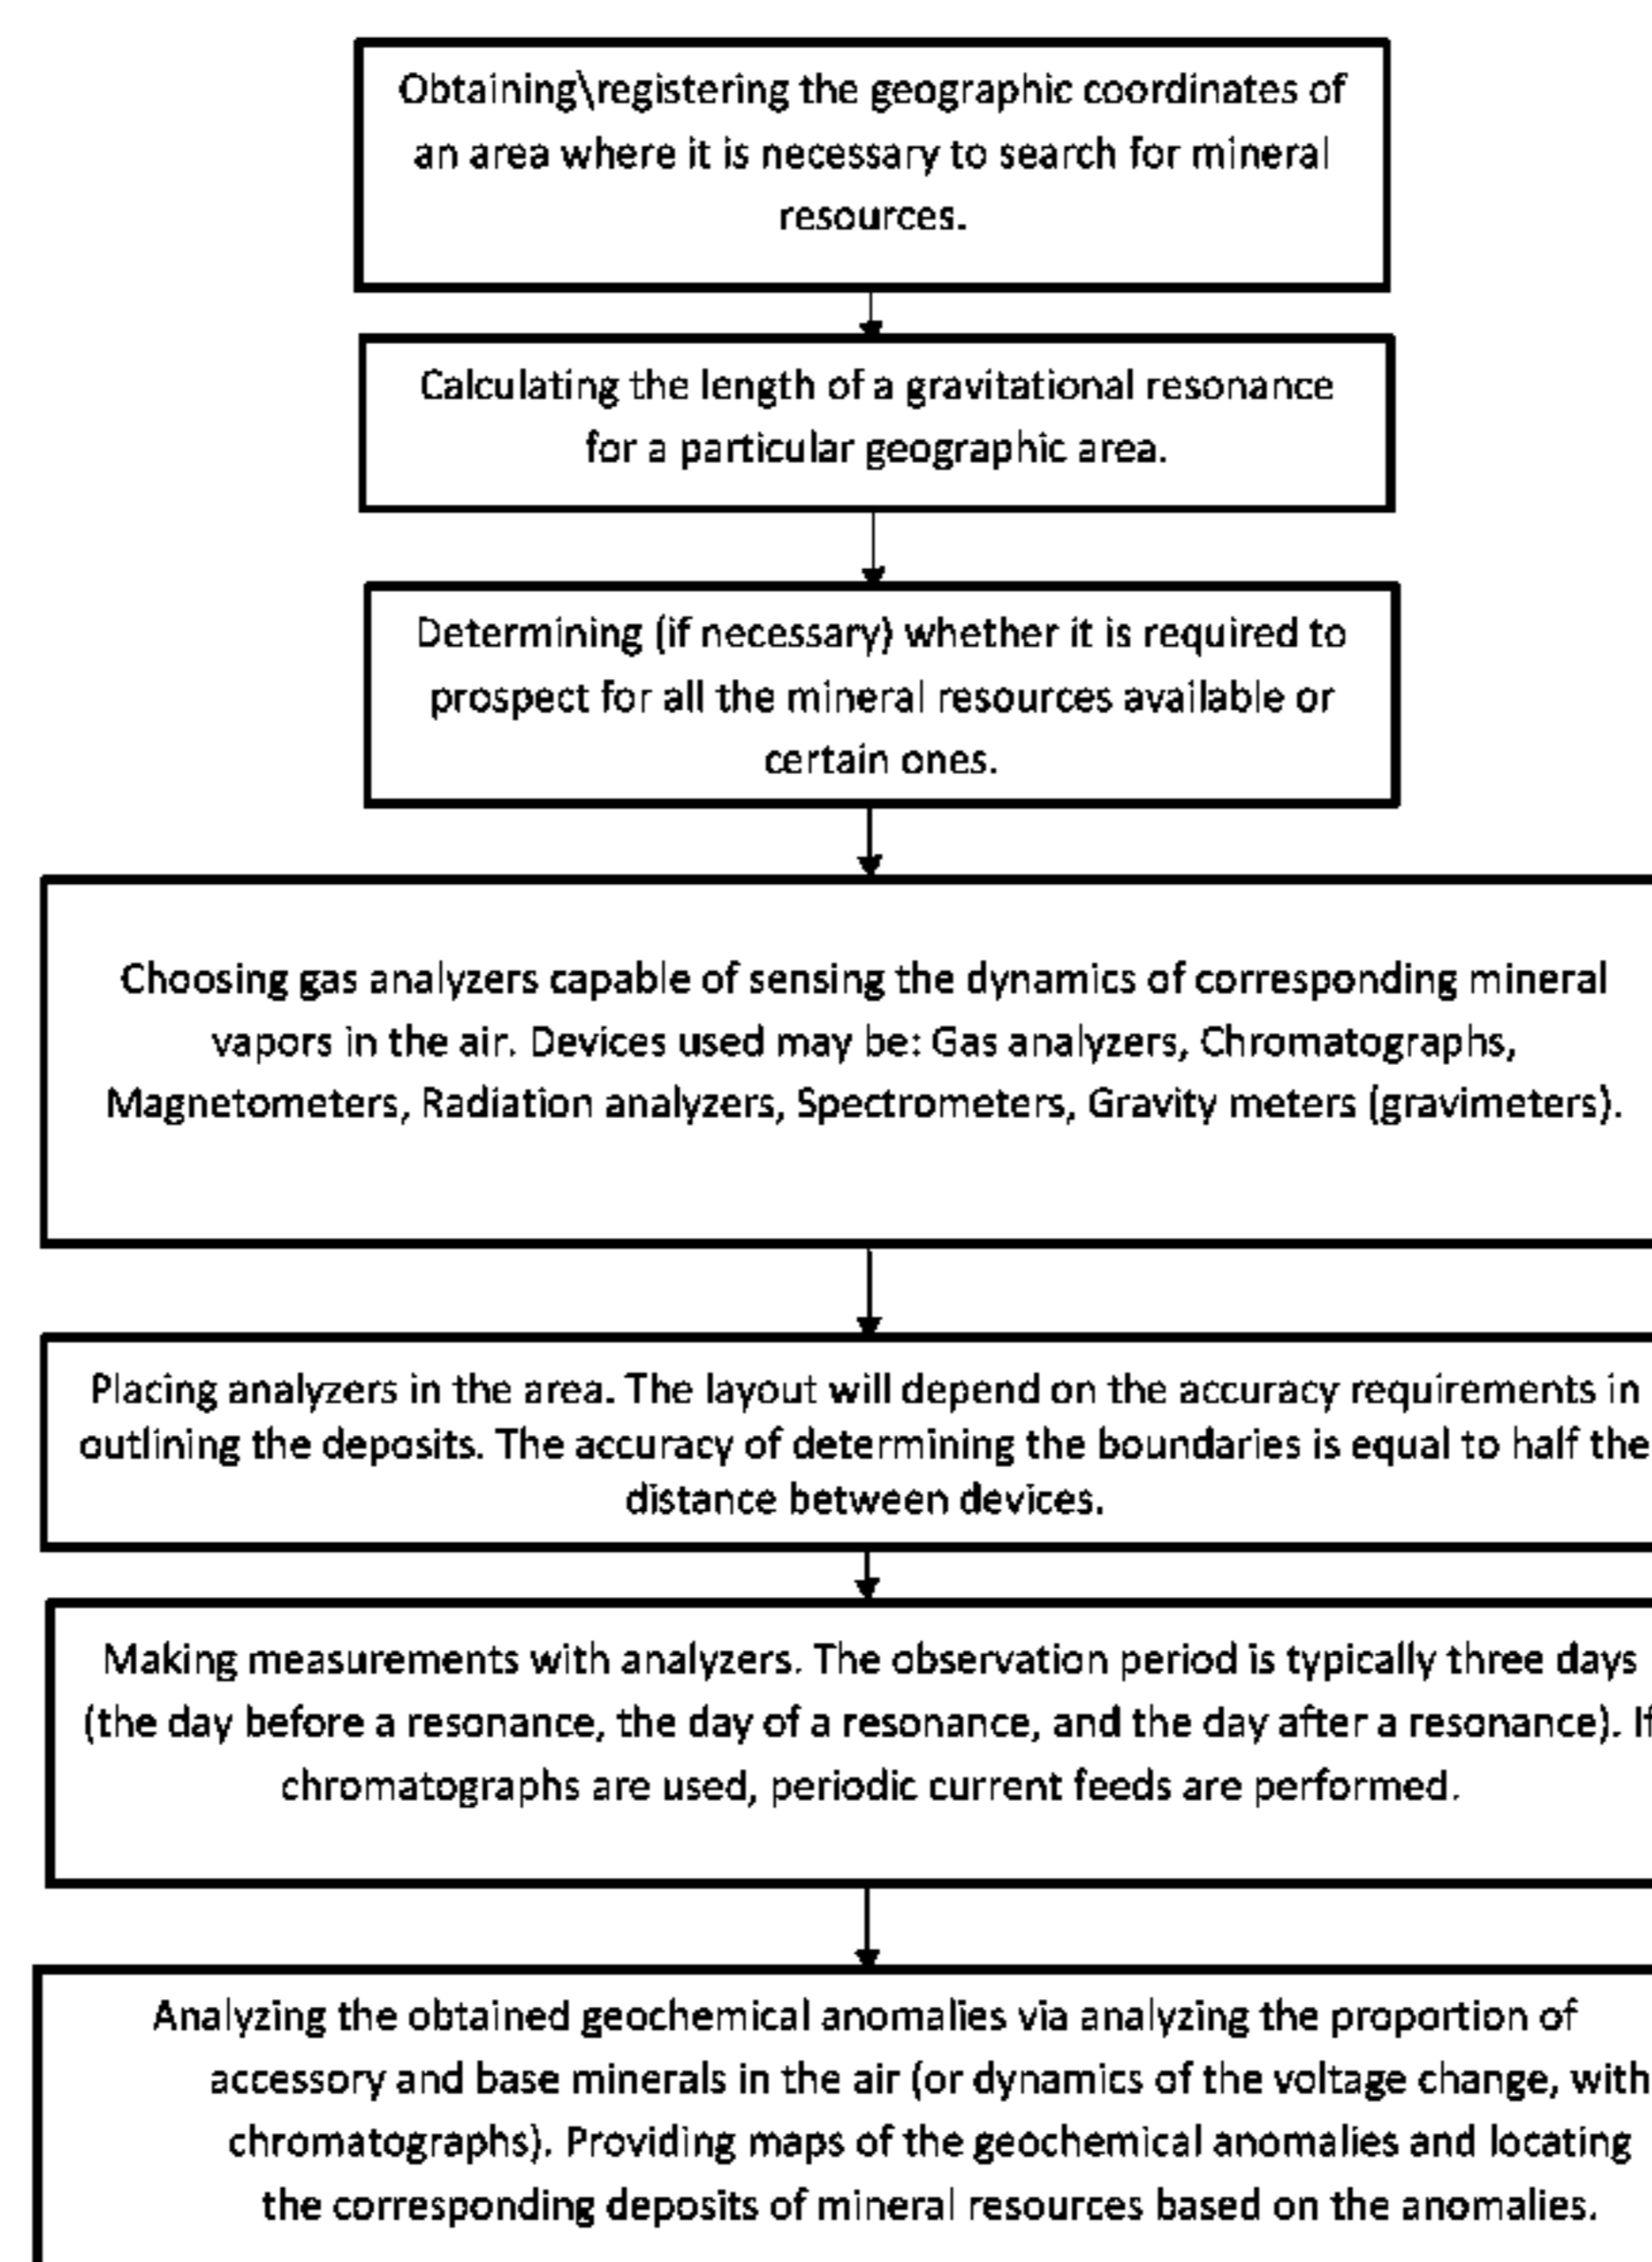 Obtaining\registering the geographic coordinates of
an area where it is necessary to search for mineral
resources.
Calculating the length of a gravitational resonance
for a particular geographic area.
Determining (if necessary) whether it is required to
prospect for all the mineral resources available or
certain ones.
Choosing gas analyzers capable of sensing the dynamics of corresponding mineral
vapors in the air. Devices used may be: Gas analyzers, Chromatographs,
Magnetometers, Radiation analyzers, Spectrometers, Gravity meters (gravimeters).
Placing analyzers in the area. The layout will depend on the accuracy requirements in
outlining the deposits. The accuracy of determining the boundaries is equal to half the
distance between devices.
Making measurements with analyzers. The observation period is typically three days
(the day before a resonance, the day of a resonance, and the day after a resonance). If
chromatographs are used, periodic current feeds are performed.
Analyzing the obtained geochemical anomalies via analyzing the proportion of
accessory and base minerals in the air (or dynamics of the voltage change, with
chromatographs). Providing maps of the geochemical anomalies and locating
the corresponding deposits of mineral resources based on the anomalies.